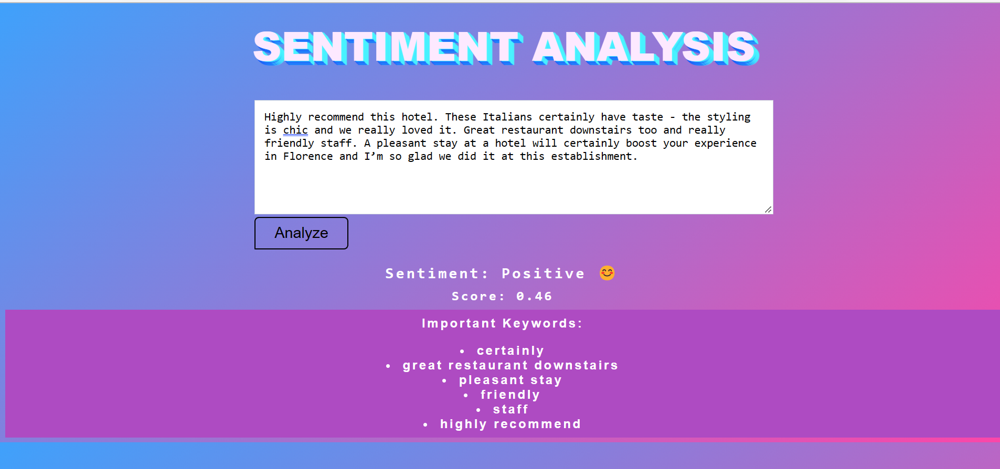 SENTIMENT ANALYSIS
Highly recommend this hotel. These Italians certainly have taste - the styling
is chic and we really loved it. Great restaurant downstairs too and really
friendly staff. A pleasant stay at a hotel will certainly boost your experience
in Florence and I’m so glad we did it at this establishment.
Analyze
Sentiment: Positive 😊
Score: 0.46
Important Keywords:
• certainly
• great restaurant downstairs
• pleasant stay
• friendly
• staff
• highly recommend